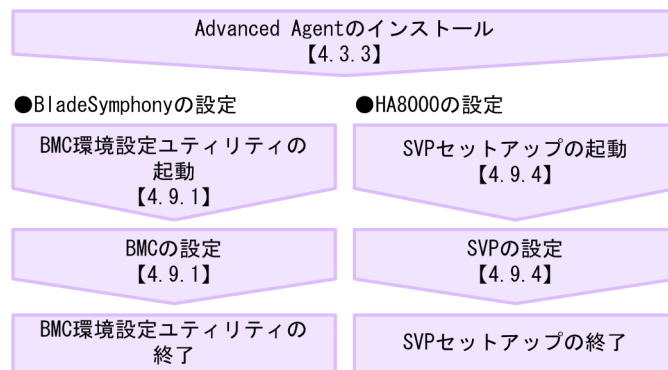 Advanced Agentのインストール
【4.3.3】
●BladeSymphonyの設定
BMC環境設定ユティリティの
起動
【4.9.1】
BMCの設定
【4.9.1】
BMC環境設定ユティリティの
終了
●HA8000の設定
SVPセットアップの起動
【4.9.4】
SVPの設定
【4.9.4】
SVPセットアップの終了